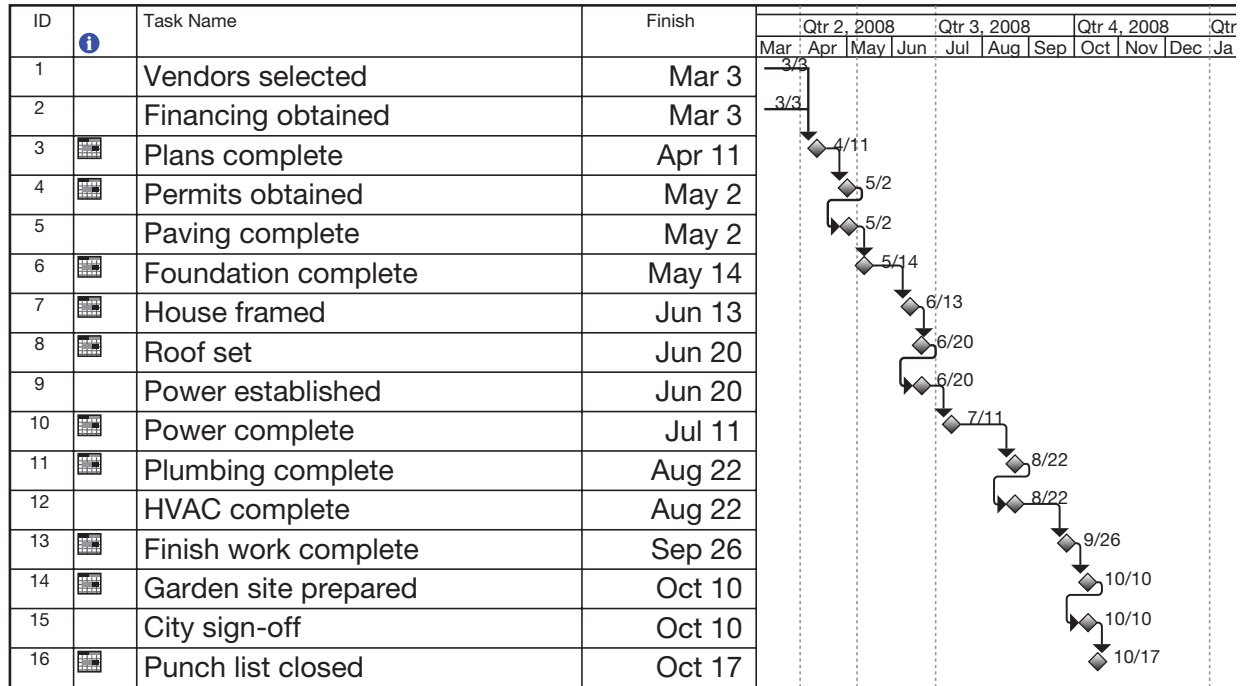 ID Task Name Finish Qtr 2, 2008 Qtr 3, 2008 Qtr 4, 2008 Qtr
i Mar Apr May Jun Jul Aug Sep Oct Nov Dec Ja
1 Vendors selected Mar 3 3/3
2 Financing obtained Mar 3 3/3
3 Plans complete Apr 11 4/11
4 Permits obtained May 2 5/2
5 Paving complete May 2 5/2
6 Foundation complete May 14 5/14
7 House framed Jun 13 6/13
8 Roof set Jun 20 6/20
9 Power established Jun 20 6/20
10 Power complete Jul 11 7/11
11 Plumbing complete Aug 22 8/22
12 HVAC complete Aug 22 8/22
13 Finish work complete Sep 26 9/26
14 Garden site prepared Oct 10 10/10
15 City sign-off Oct 10 10/10
16 Punch list closed Oct 17 10/17